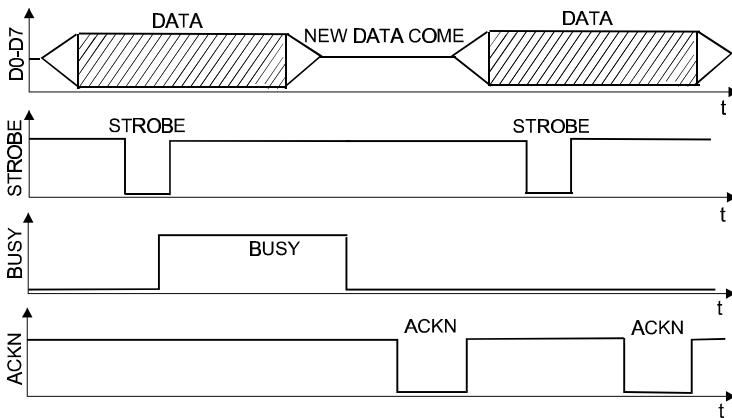 D0-D7
DATA
NEW DATA COME
DATA
t
STROBE
STROBE
STROBE
t
BUSY
BUSY
t
ACKN
ACKN
ACKN
t